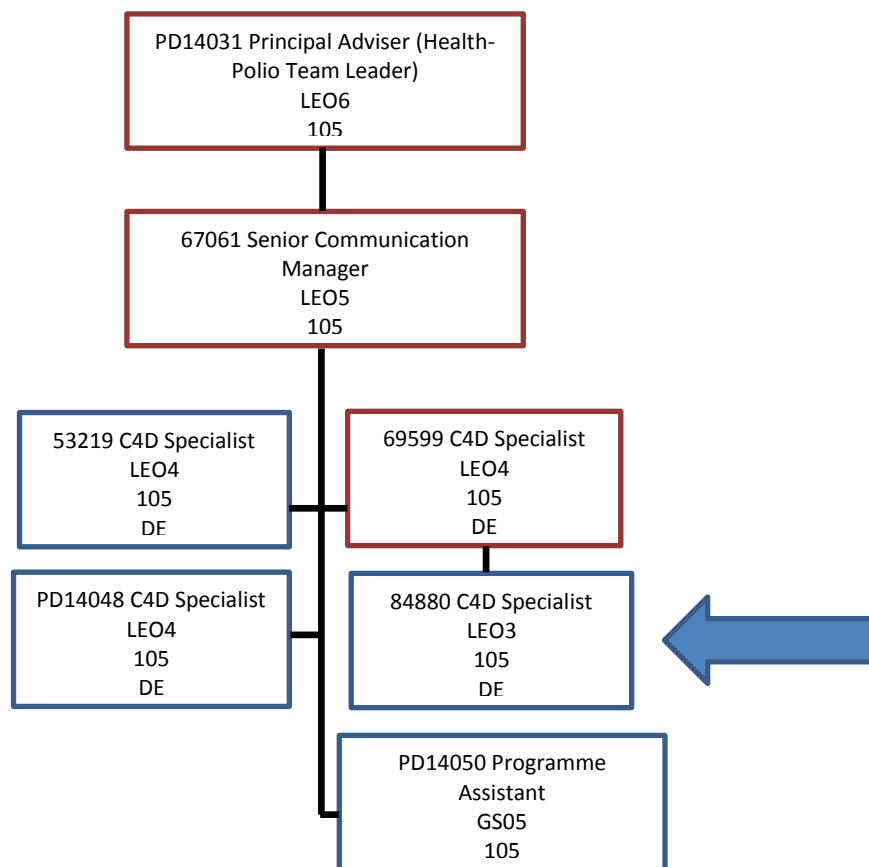 PD14031 Principal Adviser (Health-
Polio Team Leader)
LEO6
105
67061 Senior Communication
Manager
LEO5
105
53219 C4D Specialist
LEO4
105
DE
69599 C4D Specialist
LEO4
105
DE
PD14048 C4D Specialist
LEO4
105
DE
84880 C4D Specialist
LEO3
105
DE
PD14050 Programme
Assistant
GS05
105